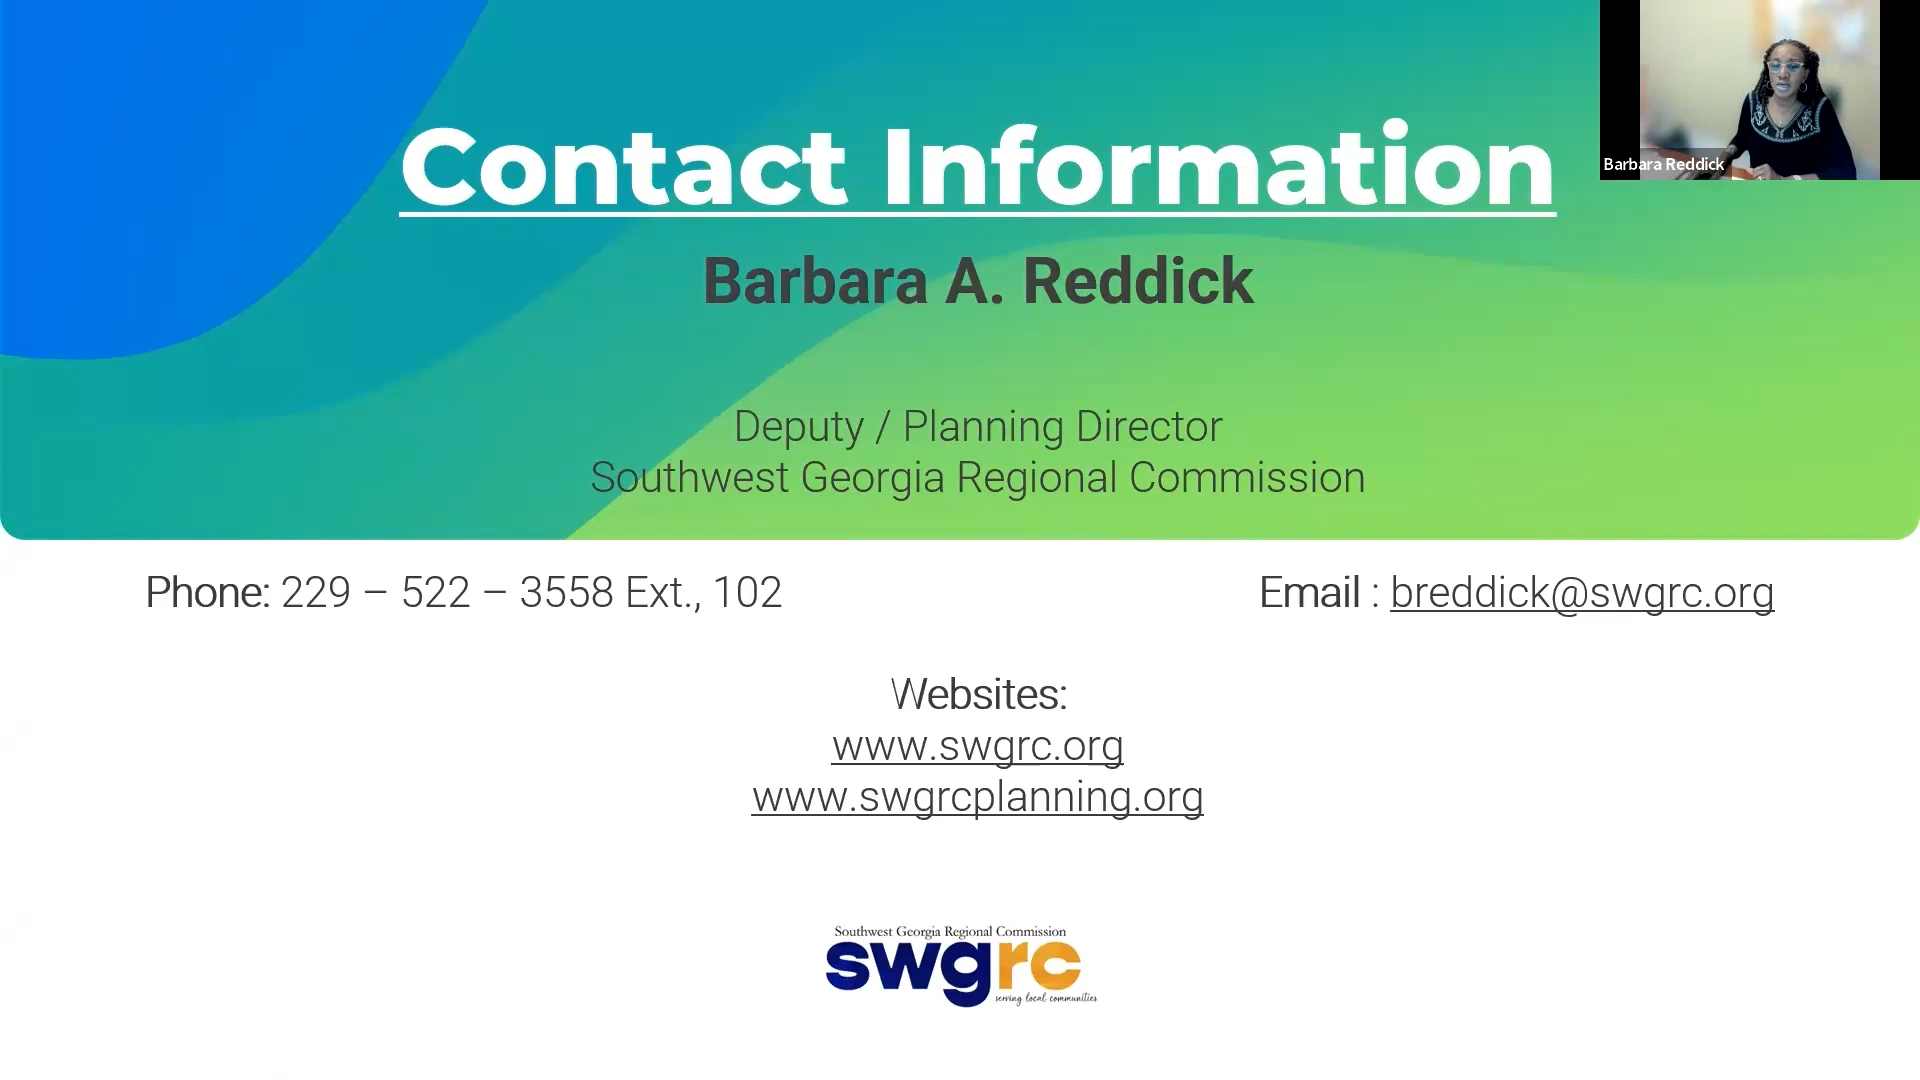 Contact Information
Barbara Reddick
Barbara A. Reddick
Deputy / Planning Director
Southwest Georgia Regional Commission
Phone: 229 – 522 – 3558 Ext., 102
Email : breddick@swgrc.org
Websites:
www.swgrc.org
www.swgrcplanning.org
Southwest Georgia Regional Commission
swgrc
serving local communities